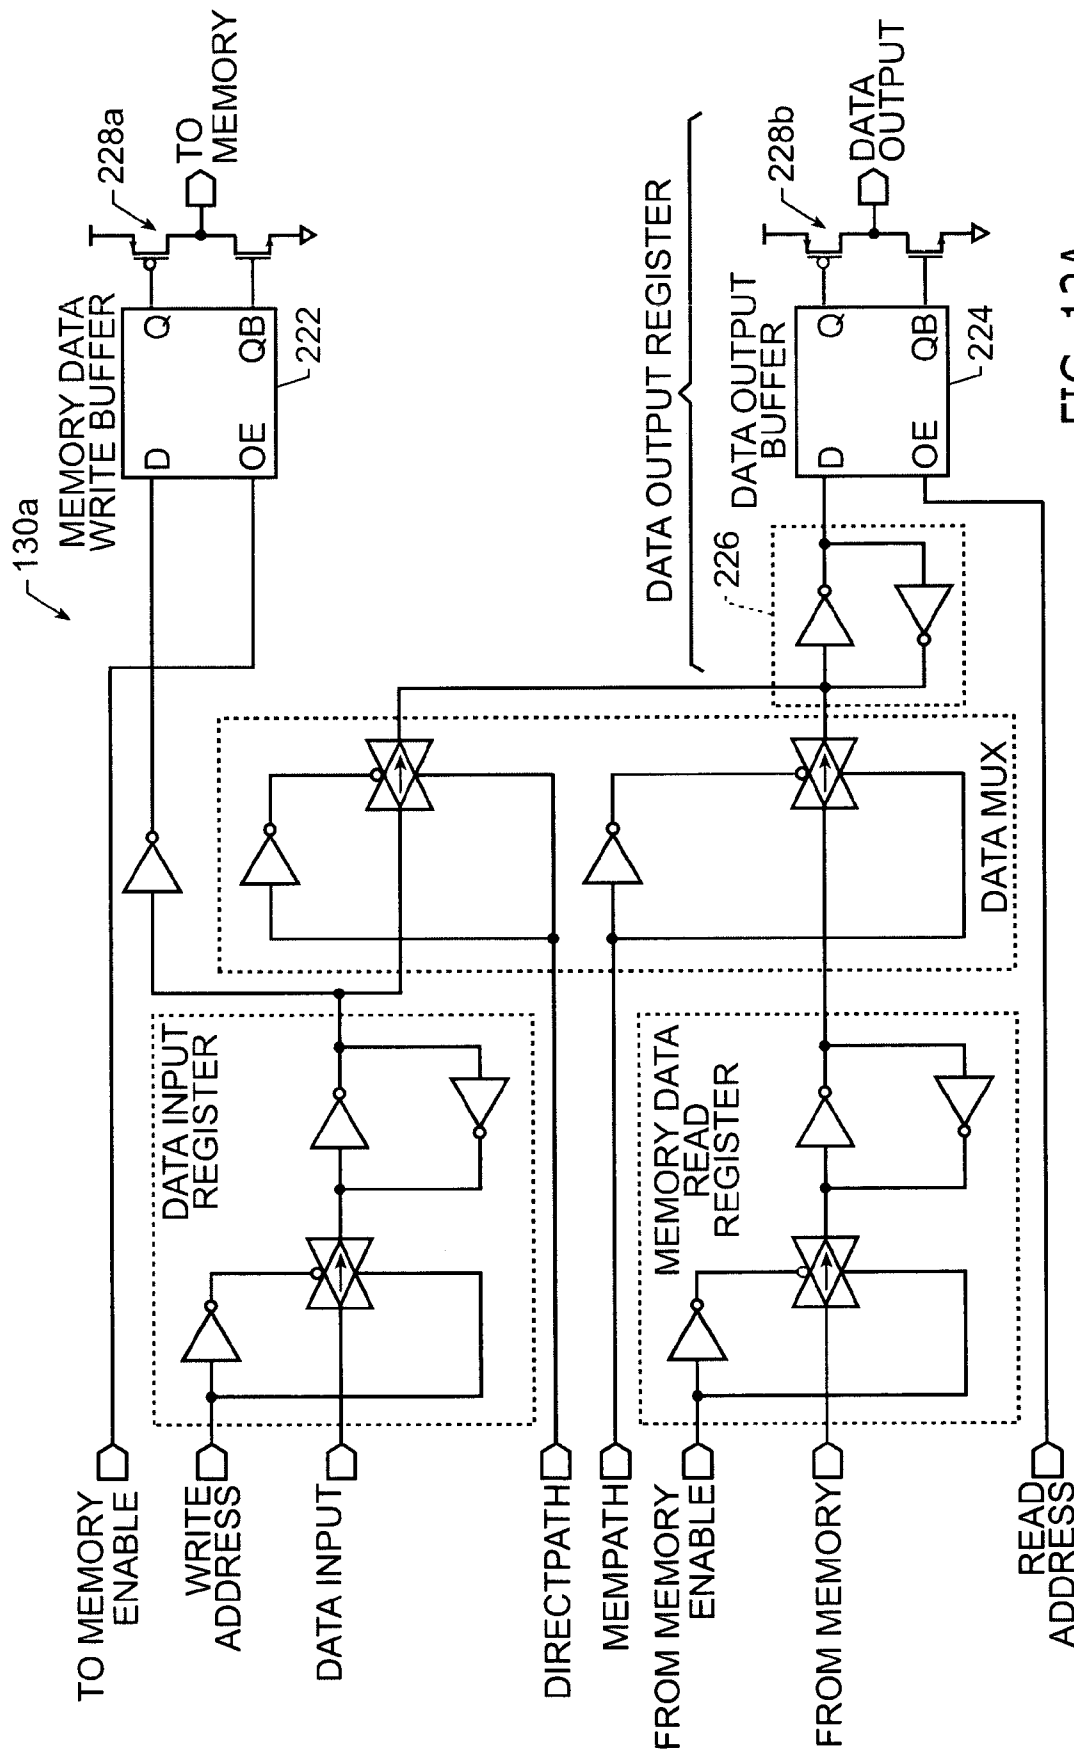 130a
MEMORY DATA
WRITE BUFFER
D
Q
OE
QB
222
228a
TO
MEMORY
TO MEMORY
ENABLE
WRITE
ADDRESS
DATA INPUT
DATA INPUT
REGISTER
DIRECTPATH
MEMPATH
FROM MEMORY
ENABLE
FROM MEMORY
MEMORY DATA
READ
REGISTER
DATA MUX
226
DATA OUTPUT REGISTER
DATA OUTPUT
BUFFER
D
Q
OE
QB
224
228b
DATA
OUTPUT
READ
ADDRESS